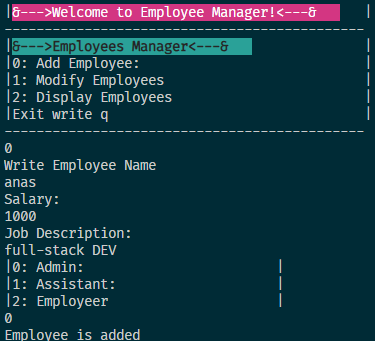 |&--->Welcome to Employee Manager!<---&   |
-------------------------------------------
|&--->Employees Manager<---&              |
|0: Add Employee:                         |
|1: Modify Employees                      |
|2: Display Employees                     |
|Exit write q                             |
-------------------------------------------
0
Write Employee Name
anas
Salary:
1000
Job Description:
full-stack DEV
|0: Admin:                       |
|1: Assistant:                   |
|2: Employeer                    |
0
Employee is added